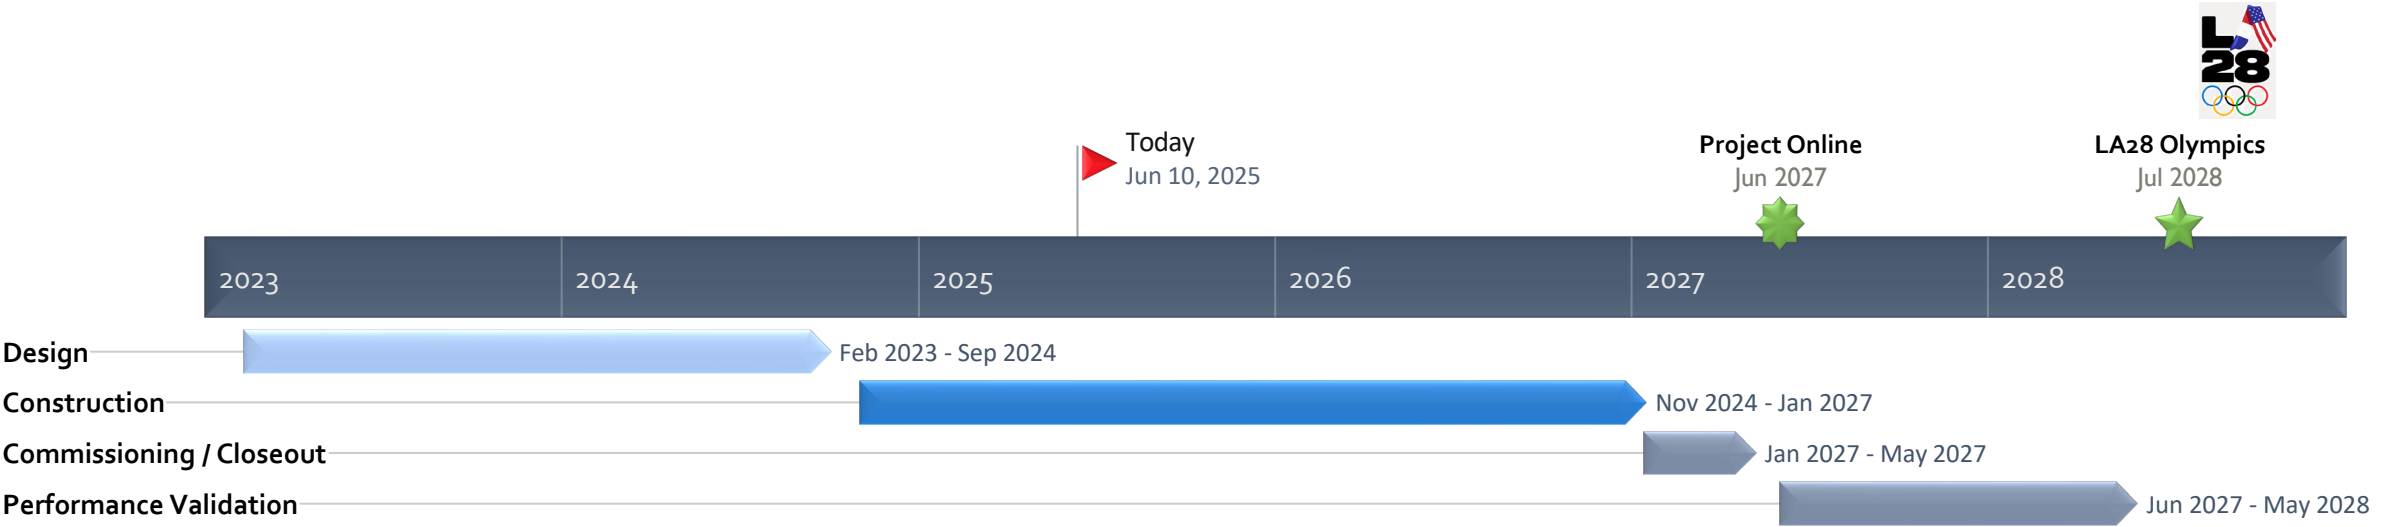 L
28
Today
Jun 10, 2025
Project Online
Jun 2027
LA28 Olympics
Jul 2028
2023 2024 2025 2026 2027 2028
Design Feb 2023 - Sep 2024
Construction Nov 2024 - Jan 2027
Commissioning / Closeout Jan 2027 - May 2027
Performance Validation Jun 2027 - May 2028